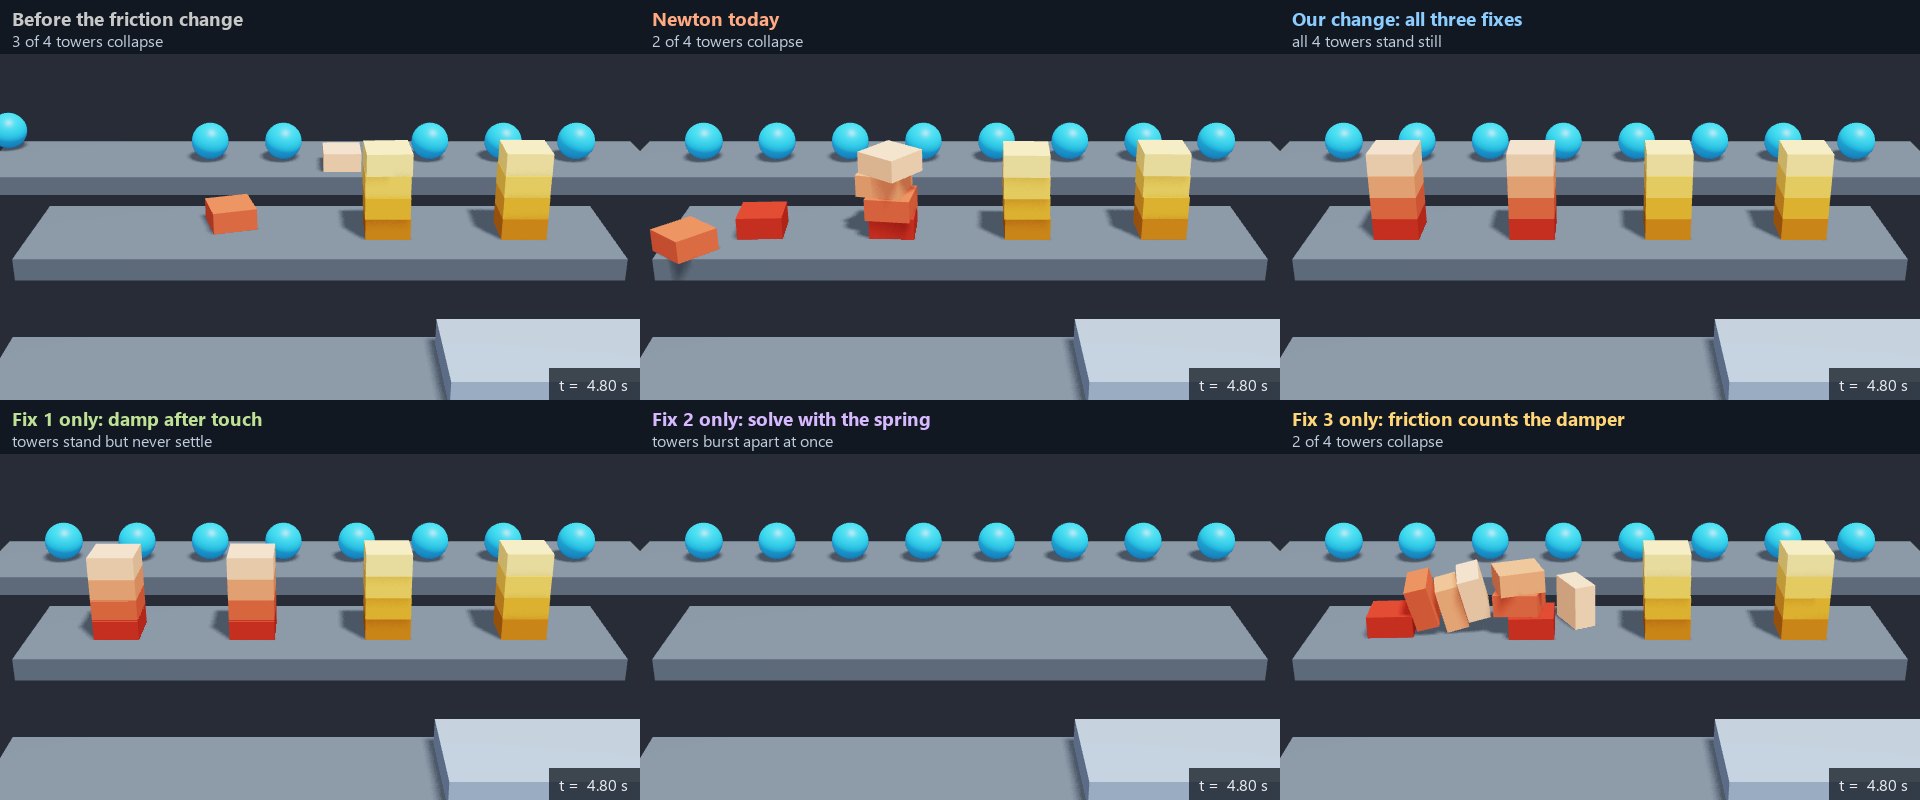 Before the friction change
3 of 4 towers collapse
Newton today
2 of 4 towers collapse
Our change: all three fixes
all 4 towers stand still
t = 4.80 s
t = 4.80 s
t = 4.80 s
Fix 1 only: damp after touch
towers stand but never settle
Fix 2 only: solve with the spring
towers burst apart at once
Fix 3 only: friction counts the damper
2 of 4 towers collapse
t = 4.80 s
t = 4.80 s
t = 4.80 s